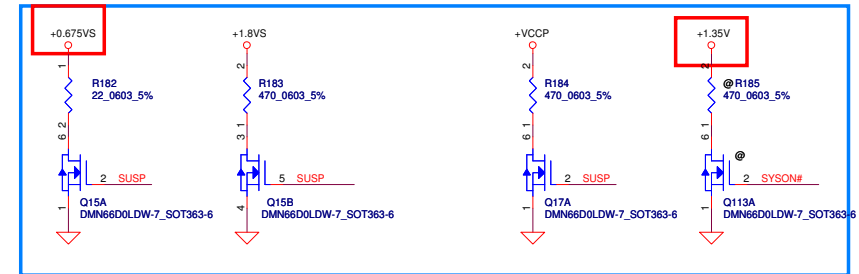 +0.675VS
+1.8VS
+VCCP
+1.35V
1
2
2
2
R182
R183
R184
@R185
22_0603_5%
470_0603_5%
470_0603_5%
470_0603_5%
2
1
1
1
6
3
6
6
@
2 SUSP
5 SUSP
2 SUSP
2 SYSON#
1
4
1
1
Q15A
Q15B
Q17A
Q113A
DMN66D0LDW-7_SOT363-6
DMN66D0LDW-7_SOT363-6
DMN66D0LDW-7_SOT363-6
DMN66D0LDW-7_SOT363-6